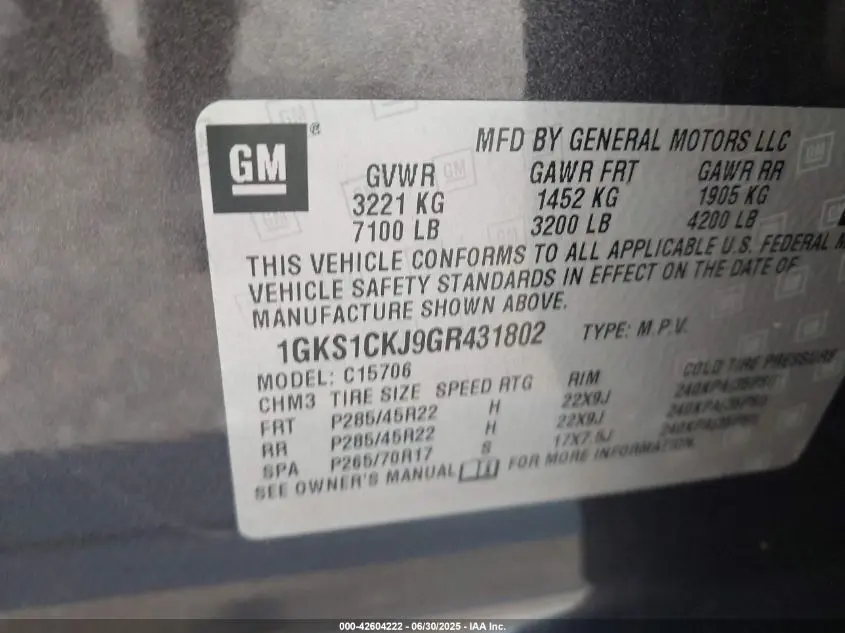 GM
®
MFD BY GENERAL MOTORS LLC
GVWR GAWR FRT GAWR RR
3221 KG 1452 KG 1905 KG
7100 LB 3200 LB 4200 LB
THIS VEHICLE CONFORMS TO ALL APPLICABLE U.S. FEDERAL M
VEHICLE SAFETY STANDARDS IN EFFECT ON THE DATE OF
MANUFACTURE SHOWN ABOVE.
1GKS1CKJ9GR431802 TYPE: M.P.V.
MODEL: C15706
CHM3 TIRE SIZE SPEED RTG RIM COLD TIRE PRESSURE
FRT P285/45R22 H 22X9J 240KPA/35PSI
RR P285/45R22 H 22X9J 240KPA/35PSI
SPA P265/70R17 S 17X7.5J
SEE OWNER'S MANUAL FOR MORE INFORMATION.
000-42604222 - 06/30/2025 - IAA Inc.